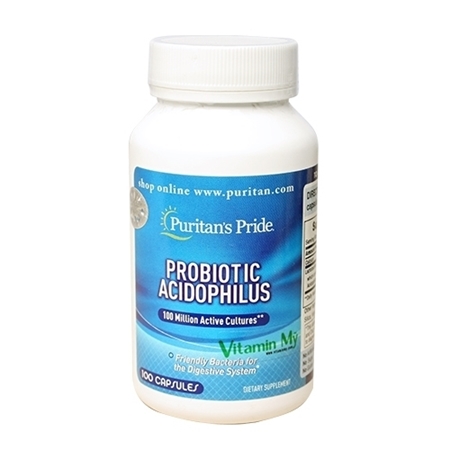 shop online www.puritan.com
Puritan's Pride
PROBIOTIC
ACIDOPHILUS
100 Million Active Cultures**
Vitamin Mỹ
Friendly Bacteria for
the Digestive System*
100 CAPSULES
DIETARY SUPPLEMENT